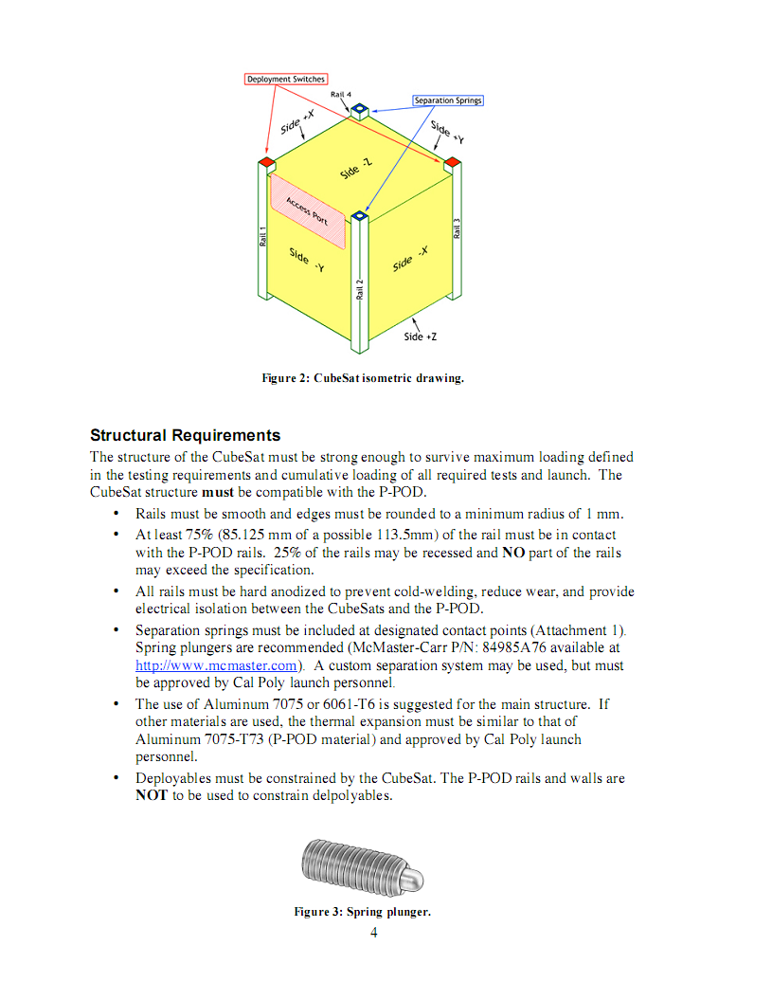 Deployment Switches
Rail 4
Separation Springs
Side +X
Side +Y
Side -Z
Access Port
Rail 1
Rail 3
Side -Y
Side -X
Rail 2
Side +Z
Figure 2: CubeSat isometric drawing.
Structural Requirements
The structure of the CubeSat must be strong enough to survive maximum loading defined
in the testing requirements and cumulative loading of all required tests and launch. The
CubeSat structure must be compatible with the P-POD.
• Rails must be smooth and edges must be rounded to a minimum radius of 1 mm.
• At least 75% (85.125 mm of a possible 113.5mm) of the rail must be in contact
with the P-POD rails. 25% of the rails may be recessed and NO part of the rails
may exceed the specification.
• All rails must be hard anodized to prevent cold-welding, reduce wear, and provide
electrical isolation between the CubeSats and the P-POD.
• Separation springs must be included at designated contact points (Attachment 1).
Spring plungers are recommended (McMaster-Carr P/N: 84985A76 available at
http://www.mcmaster.com). A custom separation system may be used, but must
be approved by Cal Poly launch personnel.
• The use of Aluminum 7075 or 6061-T6 is suggested for the main structure. If
other materials are used, the thermal expansion must be similar to that of
Aluminum 7075-T73 (P-POD material) and approved by Cal Poly launch
personnel.
• Deployables must be constrained by the CubeSat. The P-POD rails and walls are
NOT to be used to constrain delpolyables.
Figure 3: Spring plunger.
4